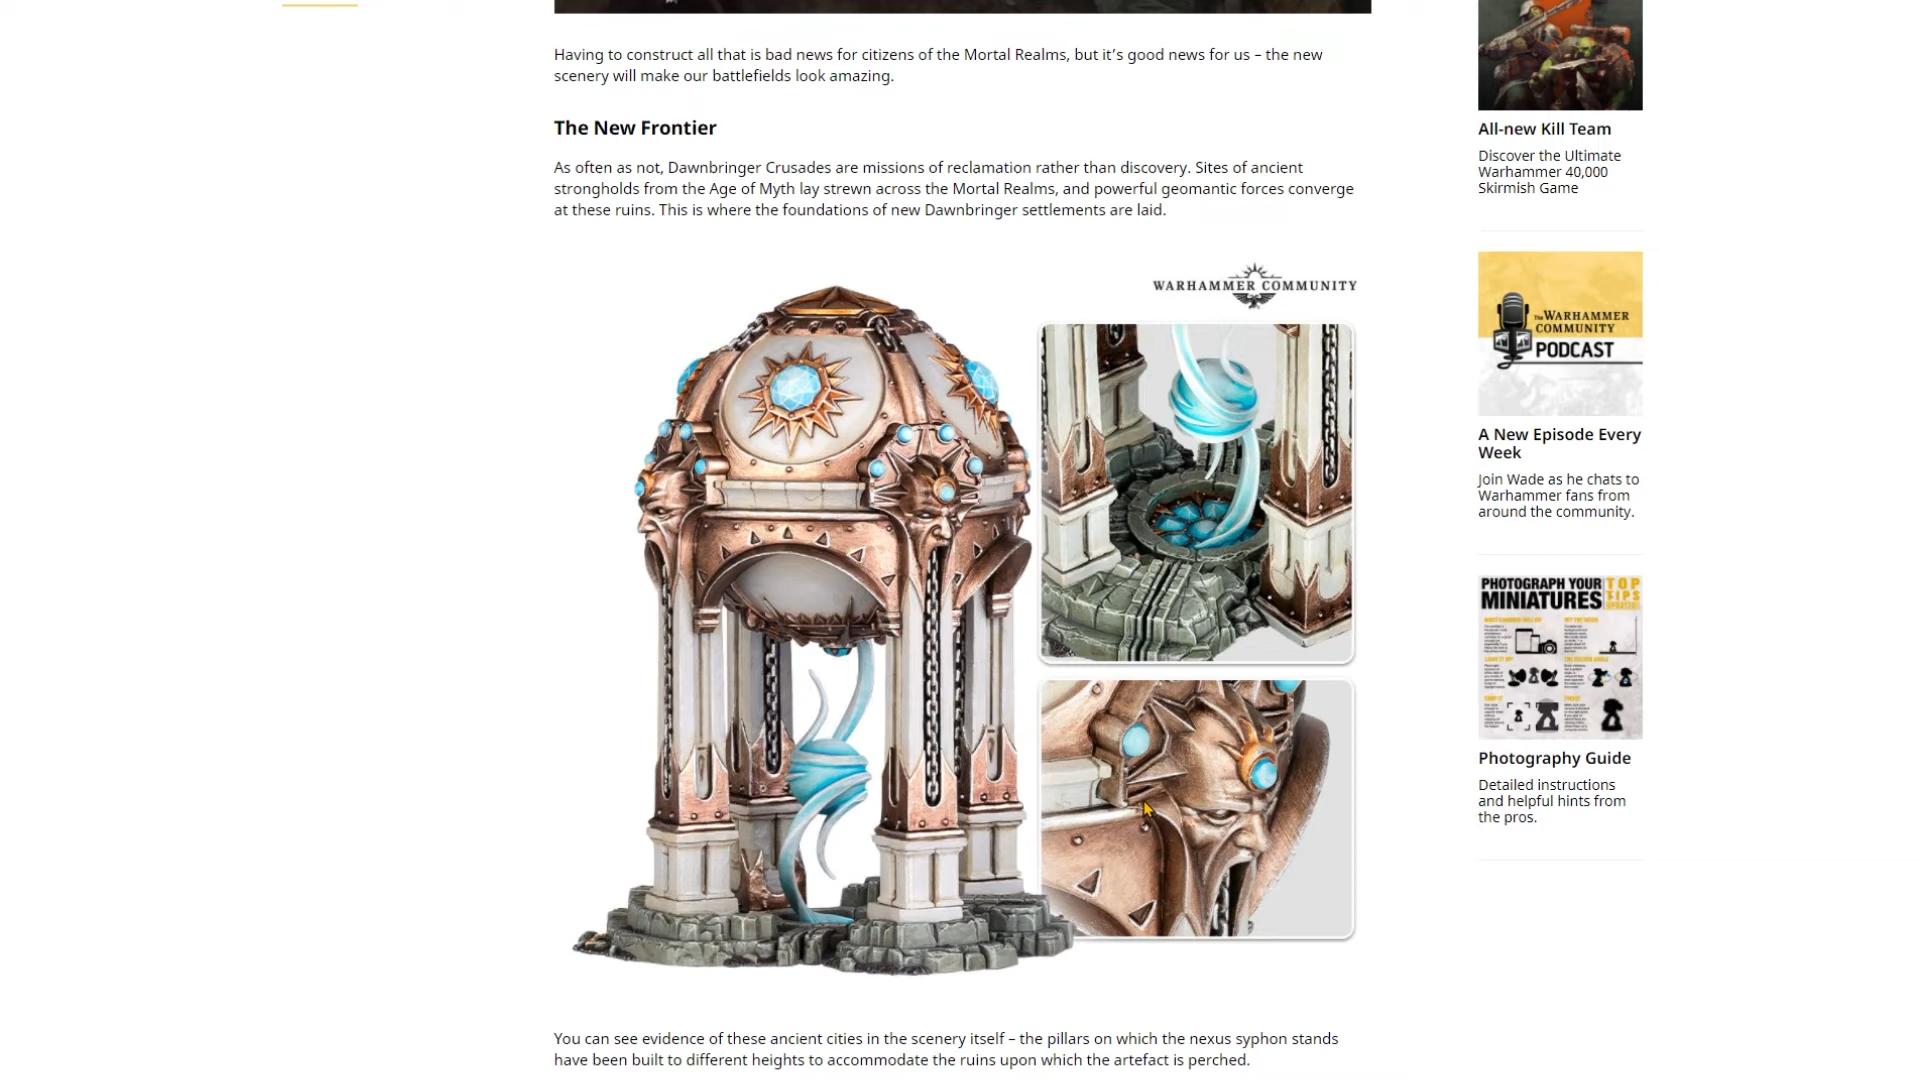 Having to construct all that is bad news for citizens of the Mortal Realms, but it's good news for us – the new
scenery will make our battlefields look amazing.
The New Frontier
As often as not, Dawnbringer Crusades are missions of reclamation rather than discovery. Sites of ancient
strongholds from the Age of Myth lay strewn across the Mortal Realms, and powerful geomantic forces converge
at these ruins. This is where the foundations of new Dawnbringer settlements are laid.
WARHAMMER COMMUNITY
You can see evidence of these ancient cities in the scenery itself – the pillars on which the nexus syphon stands
have been built to different heights to accommodate the ruins upon which the artefact is perched.
All-new Kill Team
Discover the Ultimate
Warhammer 40,000
Skirmish Game
The WARHAMMER
COMMUNITY
PODCAST
A New Episode Every
Week
Join Wade as he chats to
Warhammer fans from
around the community.
PHOTOGRAPH YOUR
MINIATURES
TOP
TIPS
Photography Guide
Detailed instructions
and helpful hints from
the pros.